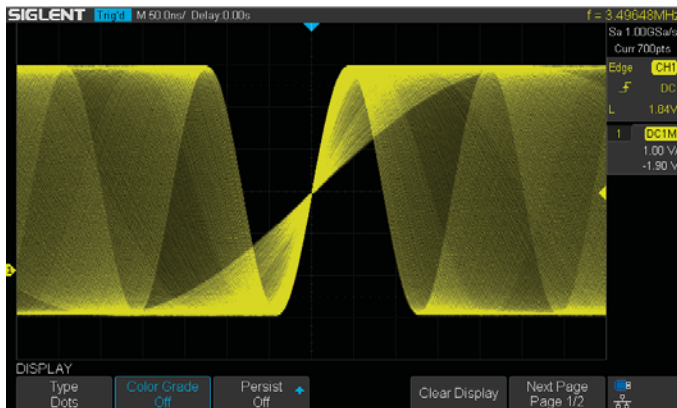 SIGLENT Trig'd M 50.0ns/ Delay:0.00s f = 3.49648MHz
Sa 1.00GSa/s
Curr 700pts
Edge CH1
DC
L 1.84V
1 DC1M
1.00 V/
-1.90 V
1
DISPLAY
Type
Dots
Color Grade
Off
Persist
Off
Clear Display
Next Page
Page 1/2